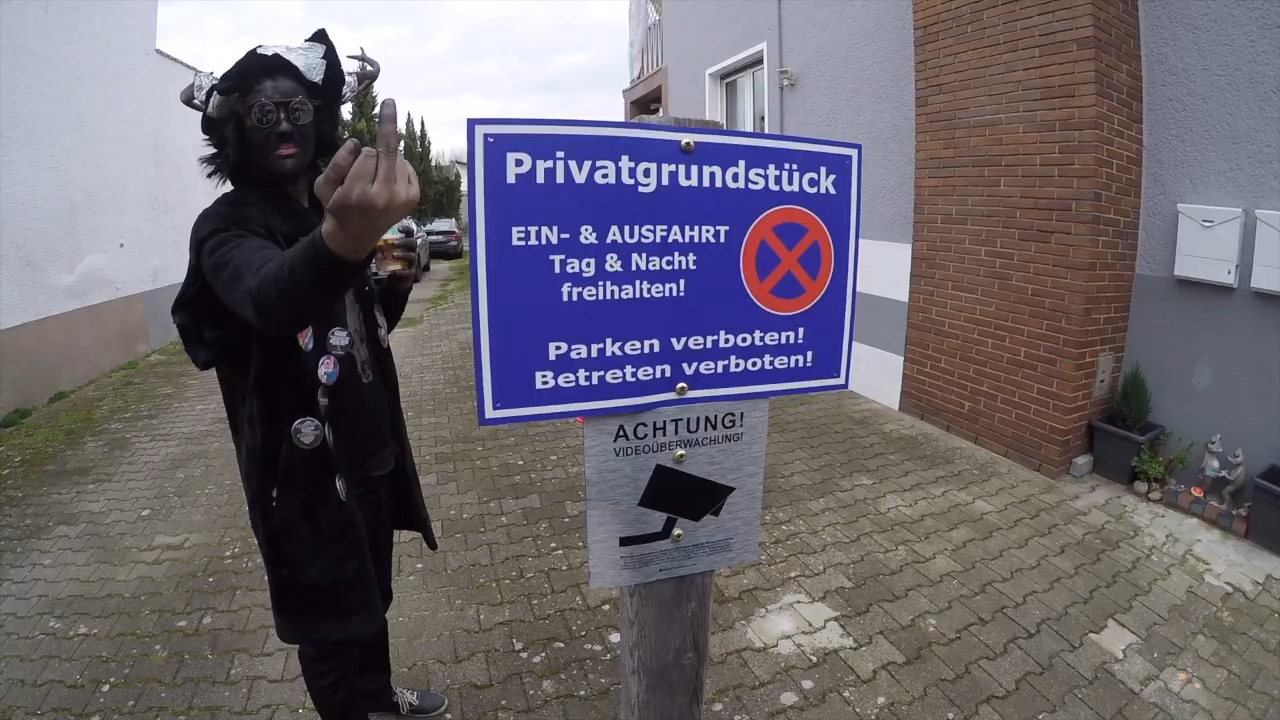 Privatgrundstück
EIN- & AUSFAHRT
Tag & Nacht
freihalten!
Parken verboten!
Betreten verboten!
ACHTUNG!
VIDEOÜBERWACHUNG!